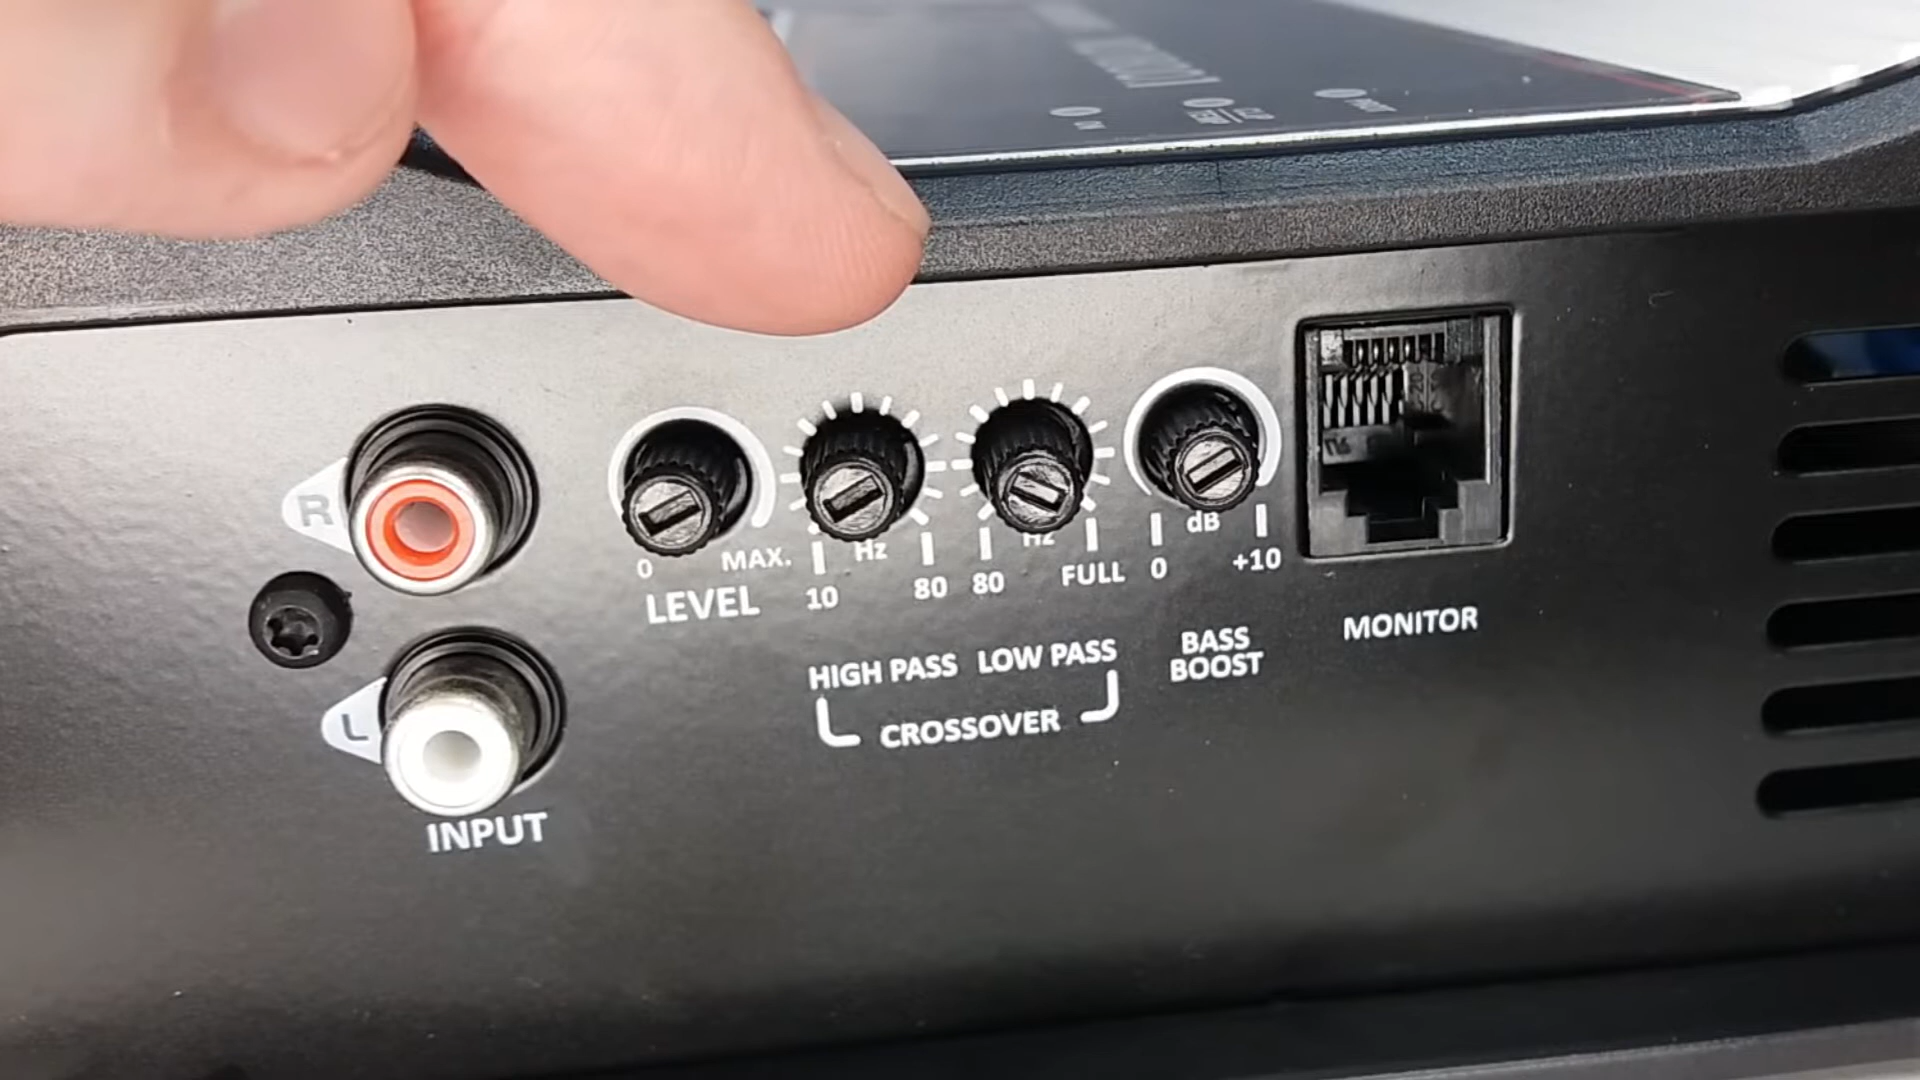 R
L
INPUT
0
MAX.
LEVEL
Hz
10
80
HIGH PASS
Hz
80
FULL
LOW PASS
CROSSOVER
dB
0
+10
BASS
BOOST
MONITOR